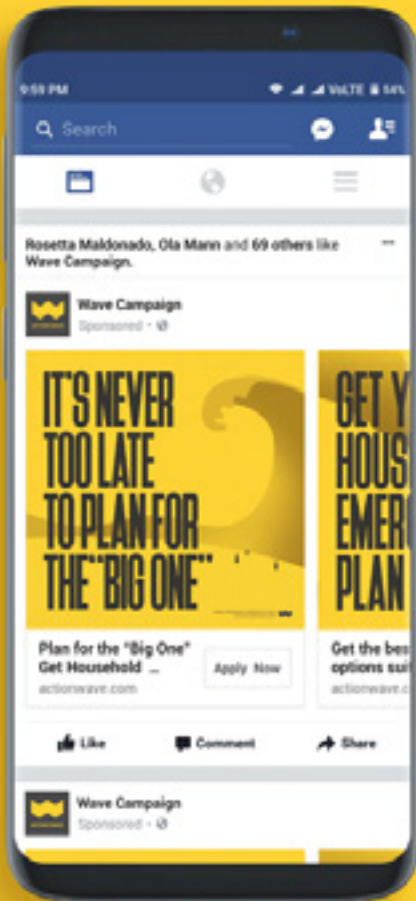 9:59 PM
VoLTE 54%
Search
Rosetta Maldonado, Ola Mann and 69 others like
Wave Campaign.
Wave Campaign
Sponsored
IT'S NEVER
TOO LATE
TO PLAN FOR
THE "BIG ONE"
GET Y
HOUS
EMER
PLAN
Plan for the "Big One"
Get Household ...
Apply Now
actionwave.com
Get the bes
options suit
actionwave.c
Like
Comment
Share
Wave Campaign
Sponsored